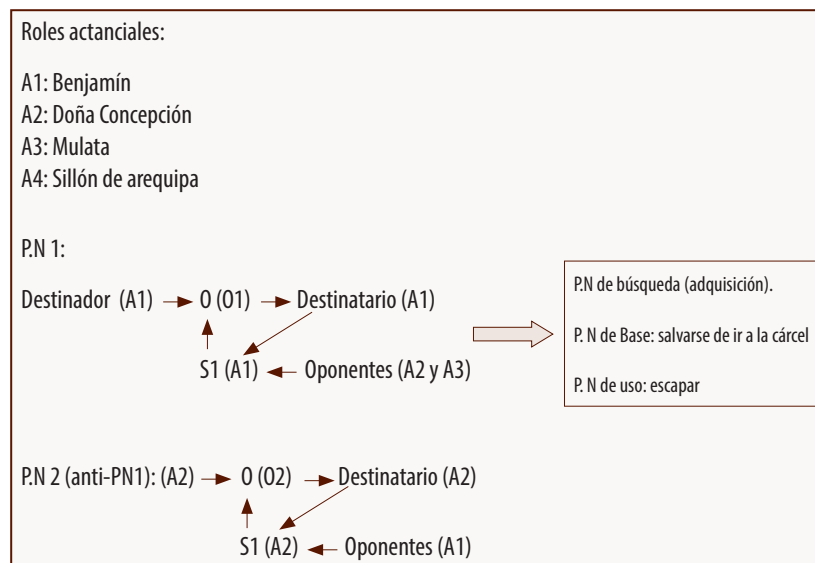 Roles actanciales:
A1: Benjamín
A2: Doña Concepción
A3: Mulata
A4: Sillón de arequipa
P.N 1:
Destinador (A1) O (O1) Destinatario (A1)
S1 (A1) Oponentes (A2 y A3)
P.N de búsqueda (adquisición).
P. N de Base: salvarse de ir a la cárcel
P. N de uso: escapar
P.N 2 (anti-PN1): (A2) O (O2) Destinatario (A2)
S1 (A2) Oponentes (A1)